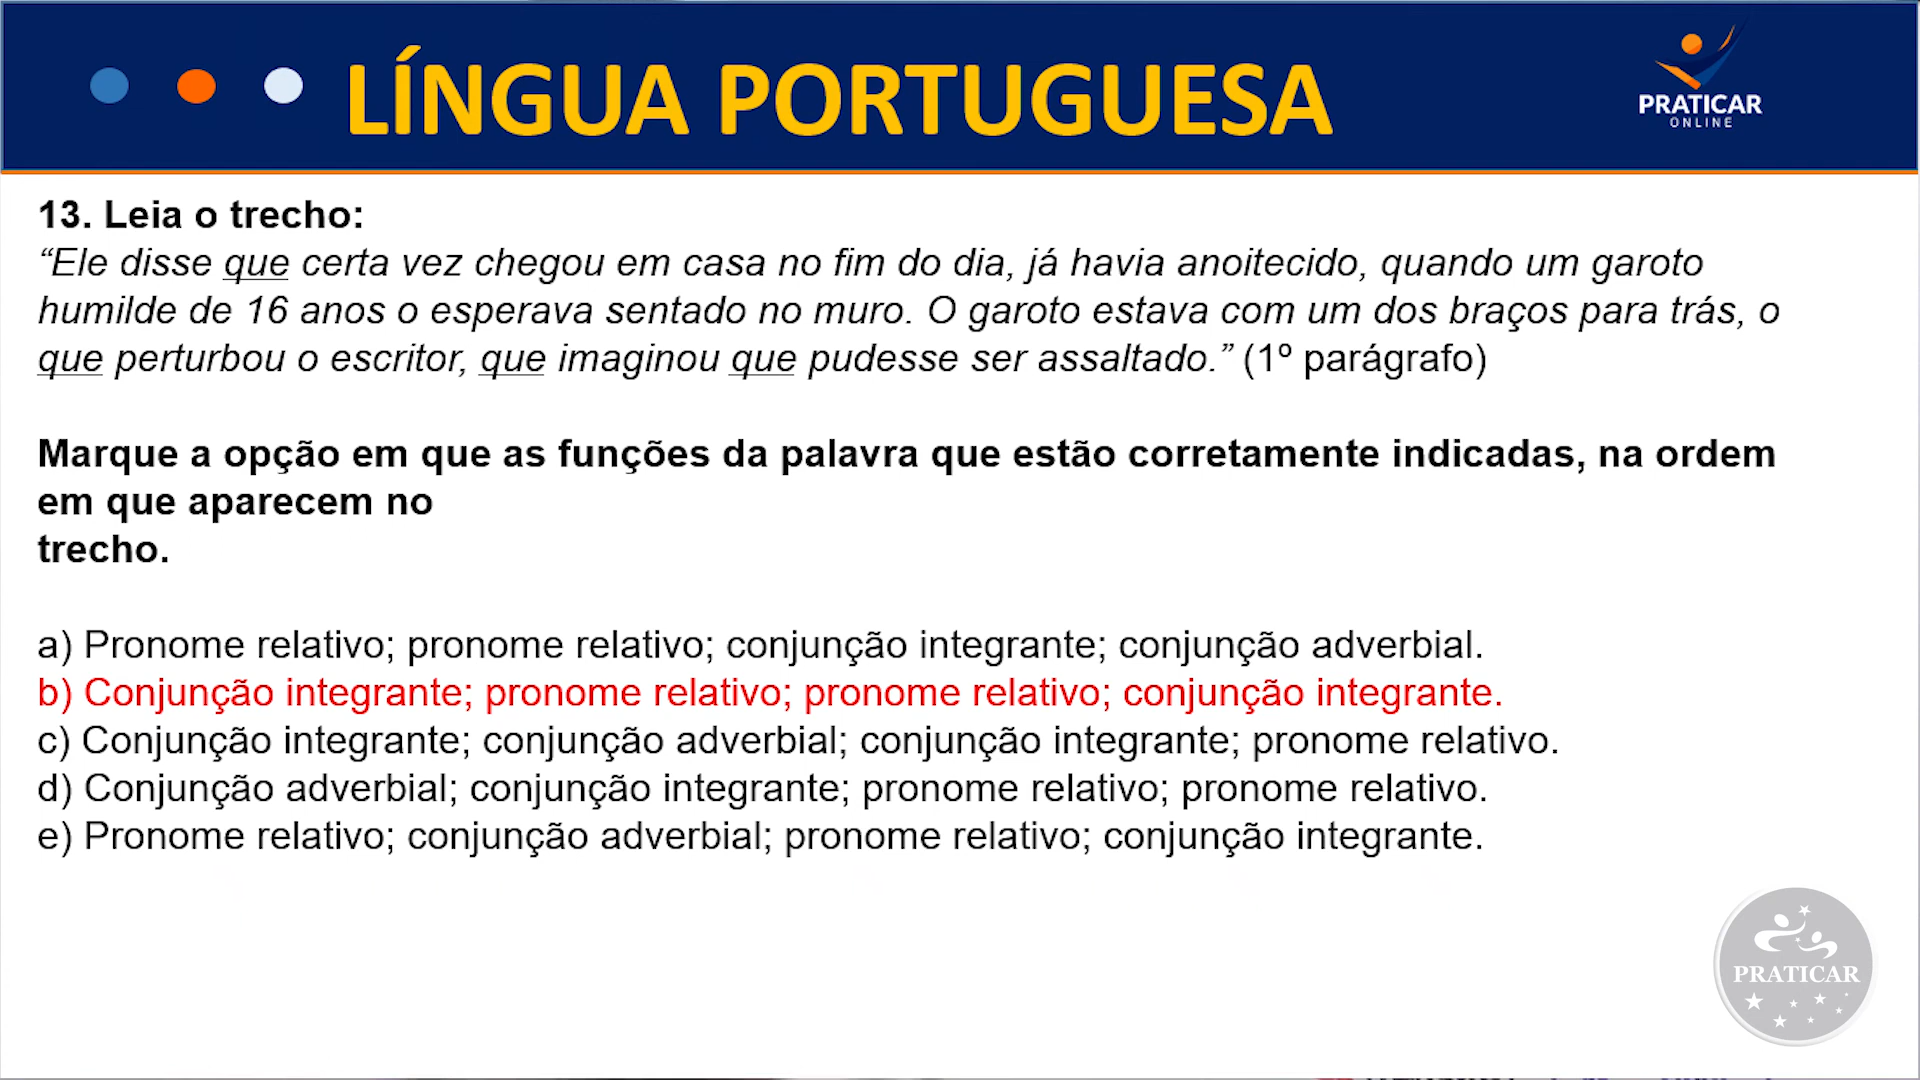 LÍNGUA PORTUGUESA
PRATICAR
ONLINE
13. Leia o trecho:
“Ele disse que certa vez chegou em casa no fim do dia, já havia anoitecido, quando um garoto
humilde de 16 anos o esperava sentado no muro. O garoto estava com um dos braços para trás, o
que perturbou o escritor, que imaginou que pudesse ser assaltado.” (1º parágrafo)
Marque a opção em que as funções da palavra que estão corretamente indicadas, na ordem
em que aparecem no
trecho.
a) Pronome relativo; pronome relativo; conjunção integrante; conjunção adverbial.
b) Conjunção integrante; pronome relativo; pronome relativo; conjunção integrante.
c) Conjunção integrante; conjunção adverbial; conjunção integrante; pronome relativo.
d) Conjunção adverbial; conjunção integrante; pronome relativo; pronome relativo.
e) Pronome relativo; conjunção adverbial; pronome relativo; conjunção integrante.
PRATICAR